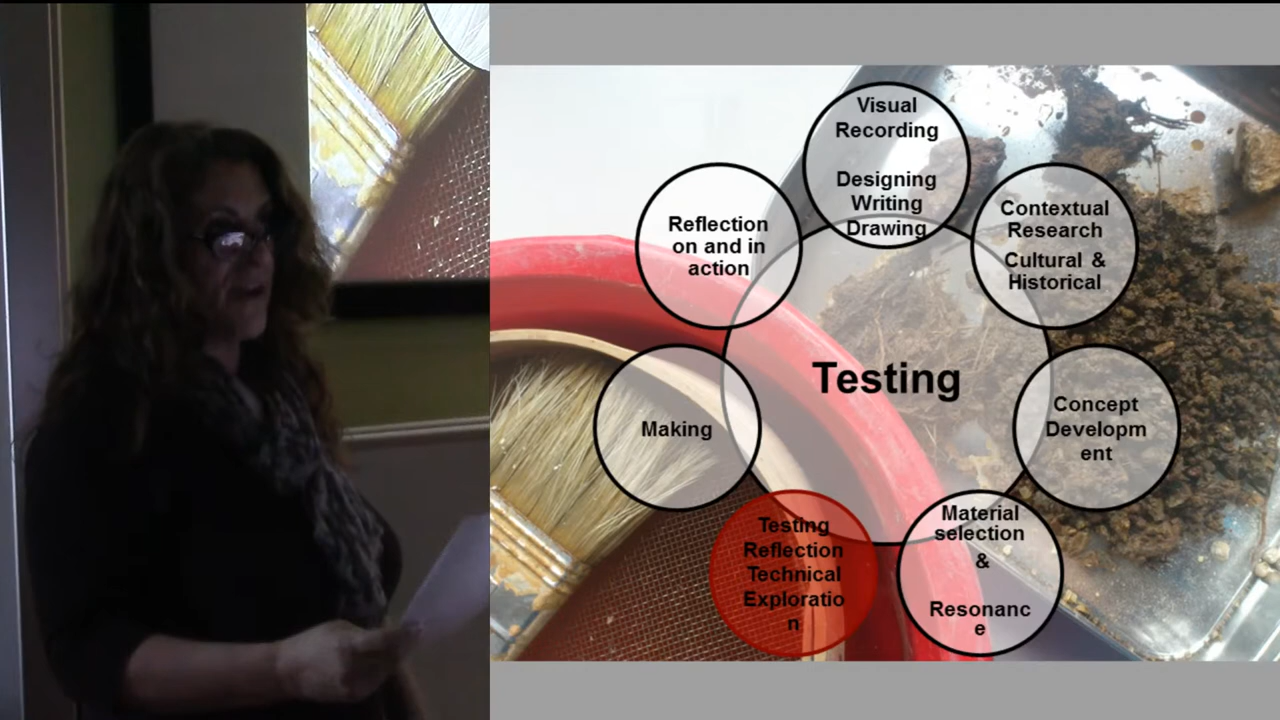 Visual
Recording
Designing
Writing
Drawing
Contextual
Research
Cultural &
Historical
Concept
Developm
ent
Material
selection
&
Resonanc
e
Testing
Reflection
Technical
Exploratio
n
Making
Reflection
on and in
action
Testing